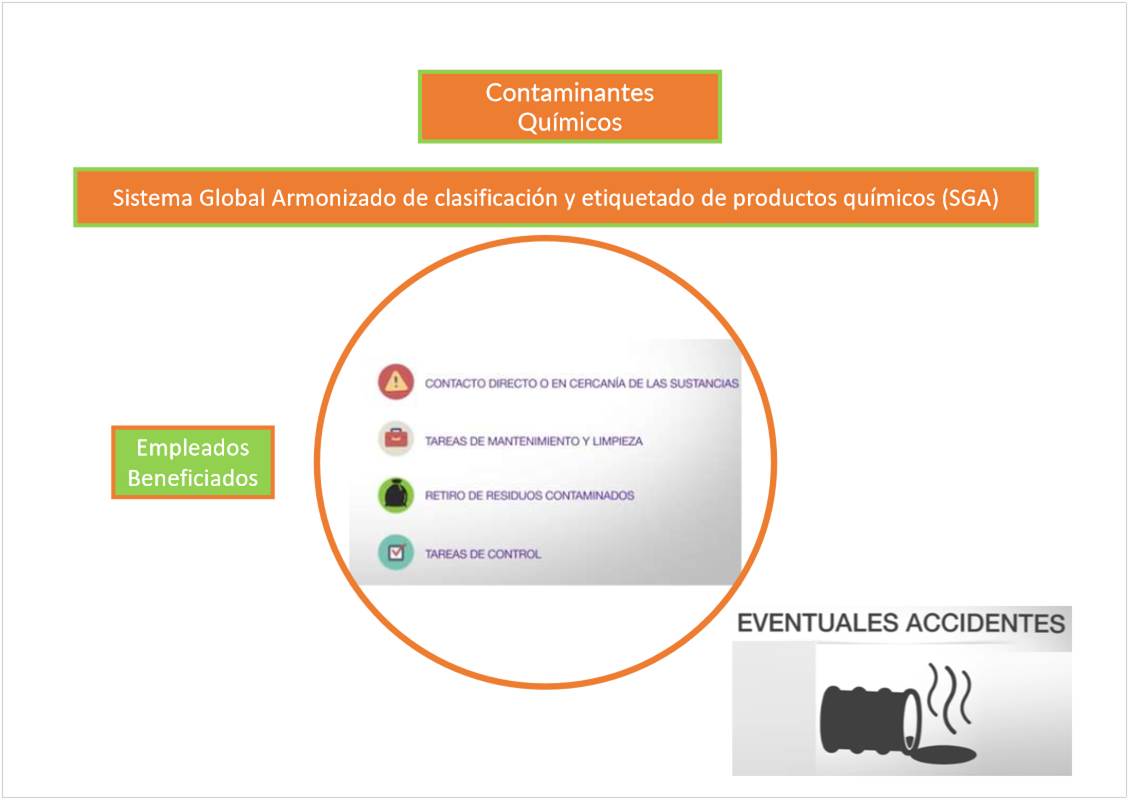 Contaminantes
Químicos
Sistema Global Armonizado de clasificación y etiquetado de productos químicos (SGA)
CONTACTO DIRECTO O EN CERCANÍA DE LAS SUSTANCIAS
TAREAS DE MANTENIMIENTO Y LIMPIEZA
RETIRO DE RESIDUOS CONTAMINADOS
TAREAS DE CONTROL
Empleados
Beneficiados
EVENTUALES ACCIDENTES